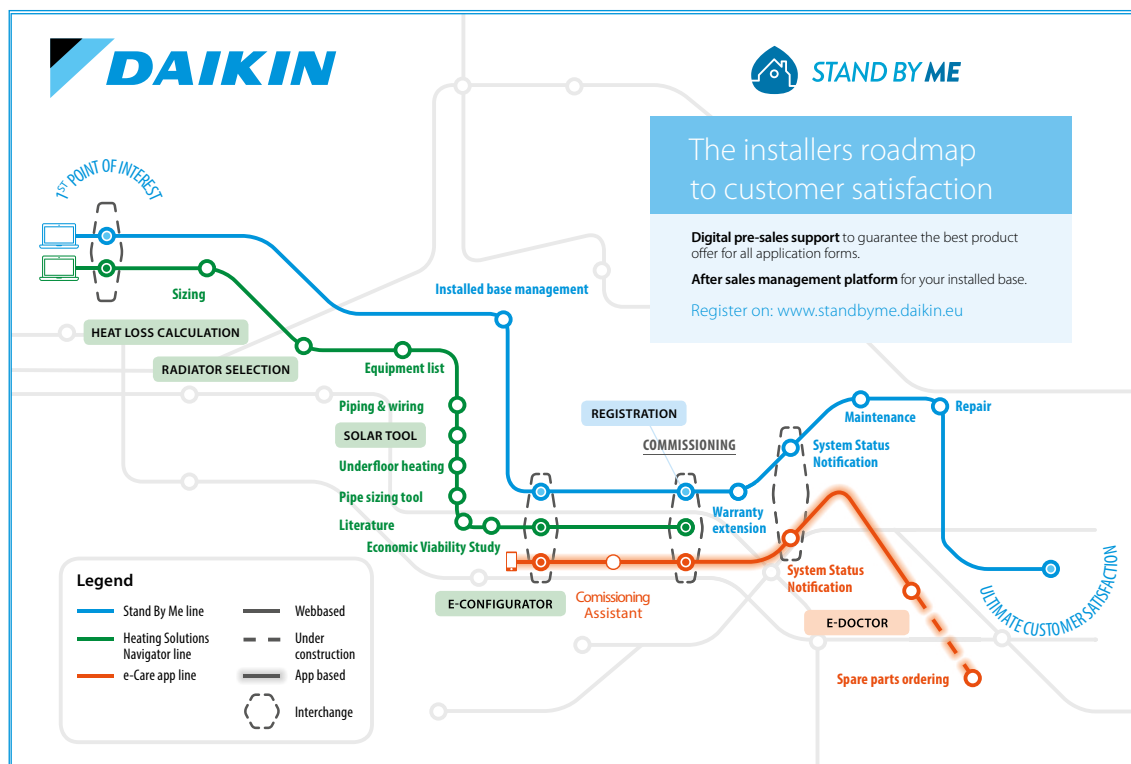 DAIKIN
STAND BY ME
The installers roadmap
to customer satisfaction
Digital pre-sales support to guarantee the best product
offer for all application forms.
After sales management platform for your installed base.
Register on: www.standbyme.daikin.eu
1ST POINT OF INTEREST
Sizing
HEAT LOSS CALCULATION
RADIATOR SELECTION
Equipment list
Installed base management
Piping & wiring
SOLAR TOOL
Underfloor heating
Pipe sizing tool
Literature
Economic Viability Study
REGISTRATION
COMMISSIONING
Warranty
extension
System Status
Notification
Maintenance
Repair
E-CONFIGURATOR
Comissioning
Assistant
System Status
Notification
E-DOCTOR
Spare parts ordering
ULTIMATE CUSTOMER SATISFACTION
Legend
Stand By Me line
Heating Solutions
Navigator line
e-Care app line
Webbased
Under
construction
App based
Interchange